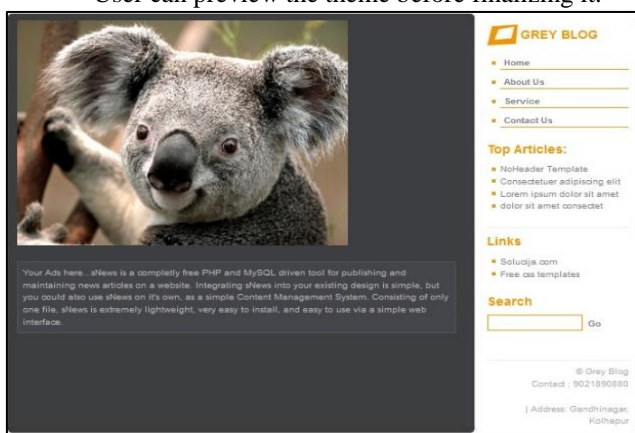 User can preview the theme before finalizing it.
GREY BLOG
Home
About Us
Service
Contact Us
Top Articles:
NoHeader Template
Consectetuer adipiscing elit
Lorem ipsum dolor sit amet
dolor sit amet consectet
Links
Solucija.com
Free css templates
Search
Go
© Grey Blog
Contact : 9021890880
| Address: Gandhinagar,
Kolhapur
Your Ads here...sNews is a completly free PHP and MySQL driven tool for publishing and
maintaining news articles on a website. Integrating sNews into your existing design is simple, but
you could also use sNews on it's own, as a simple Content Management System. Consisting of only
one file, sNews is extremely lightweight, very easy to install, and easy to use via a simple web
interface.